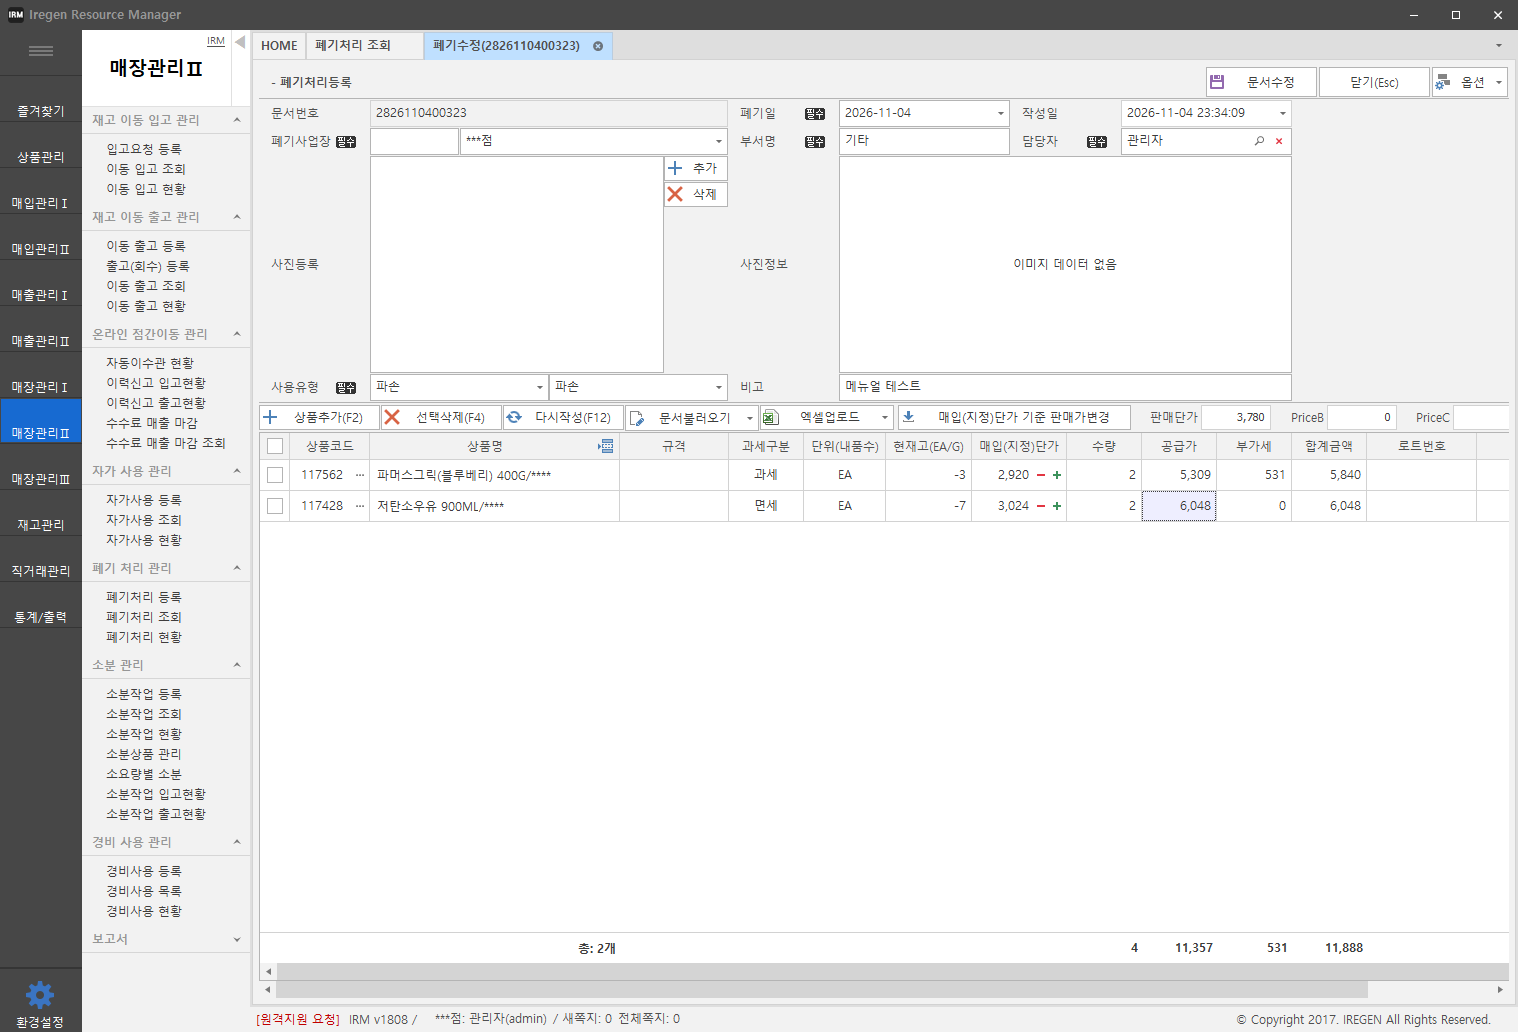 IRM Iregen Resource Manager
즐겨찾기
상품관리
매입관리Ⅰ
매입관리Ⅱ
매출관리Ⅰ
매출관리Ⅱ
매장관리Ⅰ
매장관리Ⅱ
매장관리Ⅲ
재고관리
직거래관리
통계/출력
환경설정
IRM
매장관리Ⅱ
재고 이동 입고 관리
입고요청 등록
이동 입고 조회
이동 입고 현황
재고 이동 출고 관리
이동 출고 등록
출고(회수) 등록
이동 출고 조회
이동 출고 현황
온라인 점간이동 관리
자동이수관 현황
이력신고 입고현황
이력신고 출고현황
수수료 매출 마감
수수료 매출 마감 조회
자가 사용 관리
자가사용 등록
자가사용 조회
자가사용 현황
폐기 처리 관리
폐기처리 등록
폐기처리 조회
폐기처리 현황
소분 관리
소분작업 등록
소분작업 조회
소분작업 현황
소분상품 관리
소요량별 소분
소분작업 입고현황
소분작업 출고현황
경비 사용 관리
경비사용 등록
경비사용 목록
경비사용 현황
보고서
HOME 폐기처리 조회 폐기수정(2826110400323)
- 폐기처리등록 문서수정 닫기(Esc) 옵션
문서번호 2826110400323 폐기일 필수 2026-11-04 작성일 2026-11-04 23:34:09
폐기사업장 필수 ***점 부서명 필수 기타 담당자 필수 관리자
추가
삭제
사진등록 사진정보 이미지 데이터 없음
사용유형 필수 파손 파손 비고 메뉴얼 테스트
상품추가(F2) 선택삭제(F4) 다시작성(F12) 문서불러오기 엑셀업로드 매입(지정)단가 기준 판매가변경 판매단가 3,780 PriceB 0 PriceC
상품코드 상품명 규격 과세구분 단위(내품수) 현재고(EA/G) 매입(지정)단가 수량 공급가 부가세 합계금액 로트번호
117562 ··· 파머스그릭(블루베리) 400G/**** 과세 EA -3 2,920 2 5,309 531 5,840
117428 ··· 저탄소우유 900ML/**** 면세 EA -7 3,024 2 6,048 0 6,048
총: 2개 4 11,357 531 11,888
[원격지원 요청] IRM v1808 / ***점: 관리자(admin) / 새쪽지: 0 전체쪽지: 0 © Copyright 2017. IREGEN All Rights Reserved.